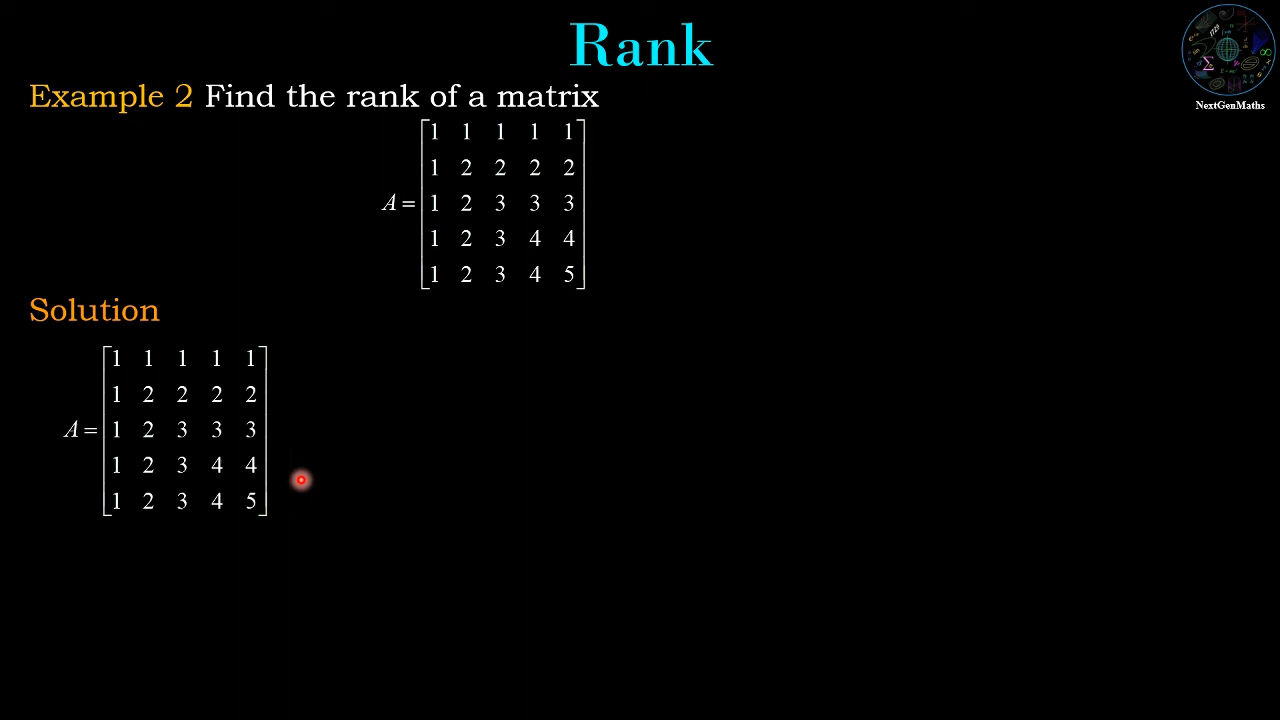 Rank
Example 2 Find the rank of a matrix
1 1 1 1 1
1 2 2 2 2
A = 1 2 3 3 3
1 2 3 4 4
1 2 3 4 5
Solution
1 1 1 1 1
1 2 2 2 2
A = 1 2 3 3 3
1 2 3 4 4
1 2 3 4 5
1729
Σ
NextGenMaths